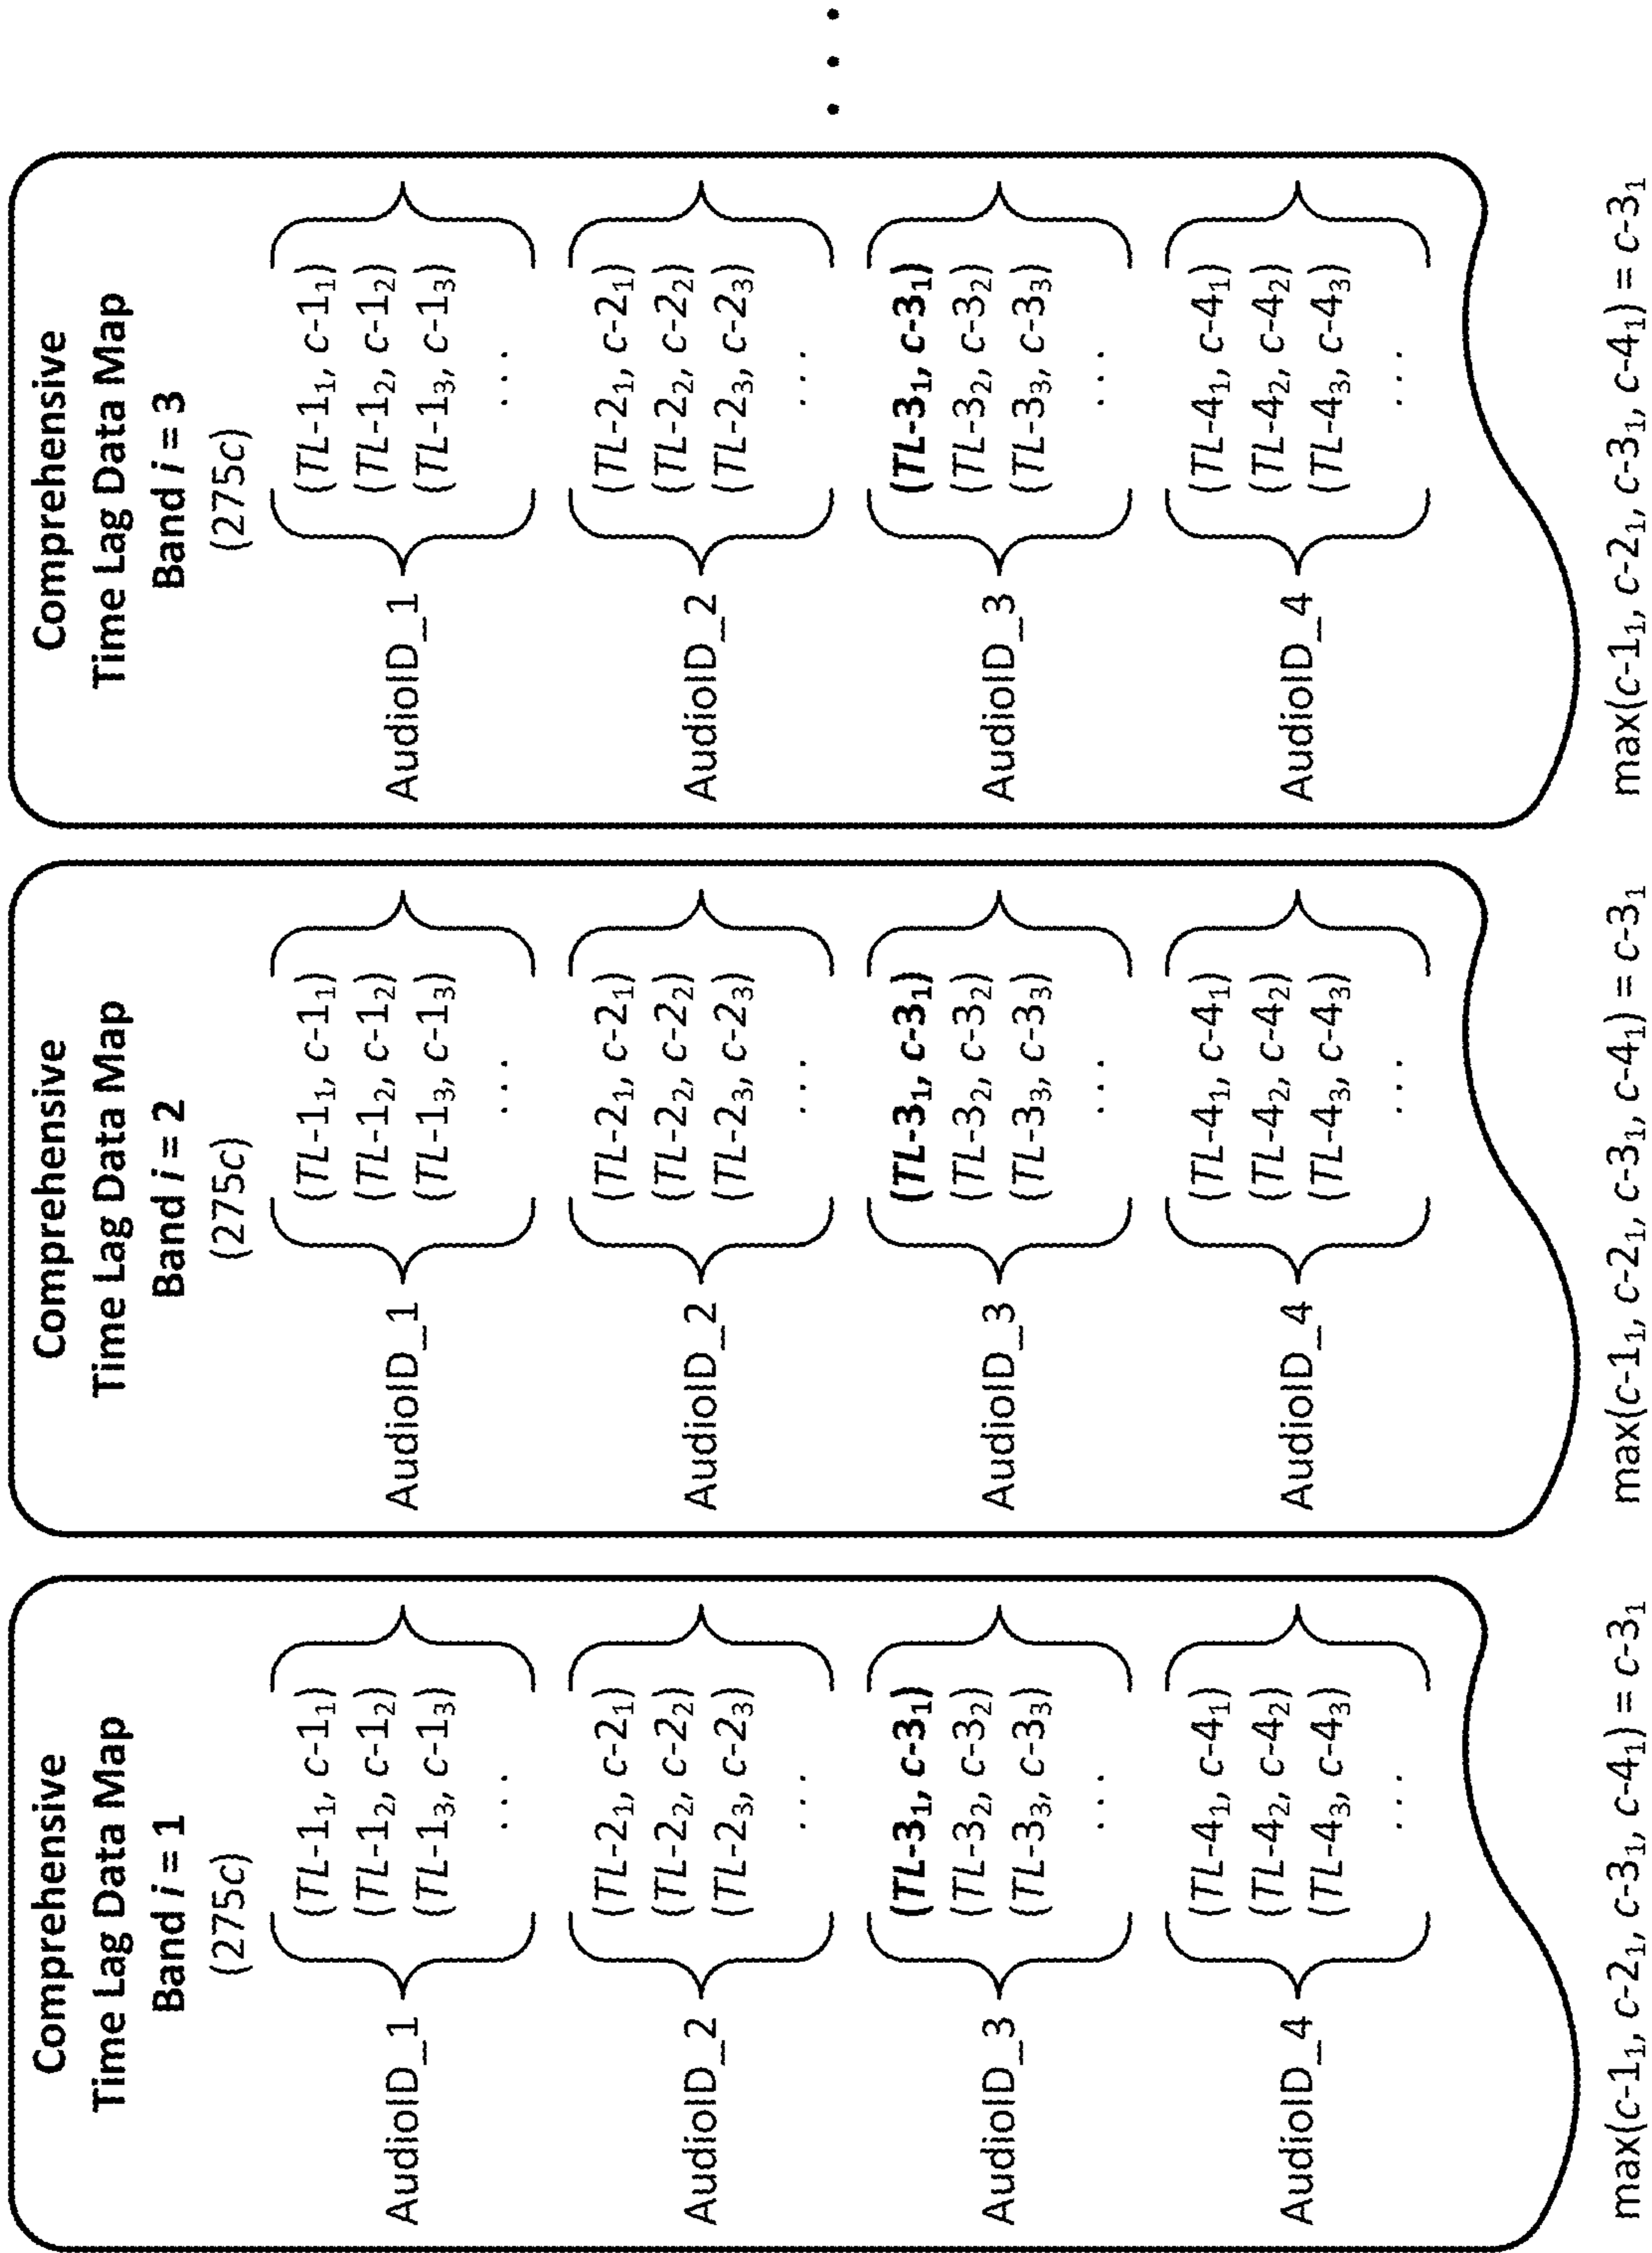 Comprehensive
Time Lag Data Map
Band i = 1
(275c)
AudioID_1
(TL-1₁, c-1₁)
(TL-1₂, c-1₂)
(TL-1₃, c-1₃)
...
AudioID_2
(TL-2₁, c-2₁)
(TL-2₂, c-2₂)
(TL-2₃, c-2₃)
...
AudioID_3
(TL-3₁, c-3₁)
(TL-3₂, c-3₂)
(TL-3₃, c-3₃)
...
AudioID_4
(TL-4₁, c-4₁)
(TL-4₂, c-4₂)
(TL-4₃, c-4₃)
...
max(c-1₁, c-2₁, c-3₁, c-4₁) = c-3₁
Comprehensive
Time Lag Data Map
Band i = 2
(275c)
AudioID_1
(TL-1₁, c-1₁)
(TL-1₂, c-1₂)
(TL-1₃, c-1₃)
...
AudioID_2
(TL-2₁, c-2₁)
(TL-2₂, c-2₂)
(TL-2₃, c-2₃)
...
AudioID_3
(TL-3₁, c-3₁)
(TL-3₂, c-3₂)
(TL-3₃, c-3₃)
...
AudioID_4
(TL-4₁, c-4₁)
(TL-4₂, c-4₂)
(TL-4₃, c-4₃)
...
max(c-1₁, c-2₁, c-3₁, c-4₁) = c-3₁
Comprehensive
Time Lag Data Map
Band i = 3
(275c)
AudioID_1
(TL-1₁, c-1₁)
(TL-1₂, c-1₂)
(TL-1₃, c-1₃)
...
AudioID_2
(TL-2₁, c-2₁)
(TL-2₂, c-2₂)
(TL-2₃, c-2₃)
...
AudioID_3
(TL-3₁, c-3₁)
(TL-3₂, c-3₂)
(TL-3₃, c-3₃)
...
AudioID_4
(TL-4₁, c-4₁)
(TL-4₂, c-4₂)
(TL-4₃, c-4₃)
...
max(c-1₁, c-2₁, c-3₁, c-4₁) = c-3₁
...